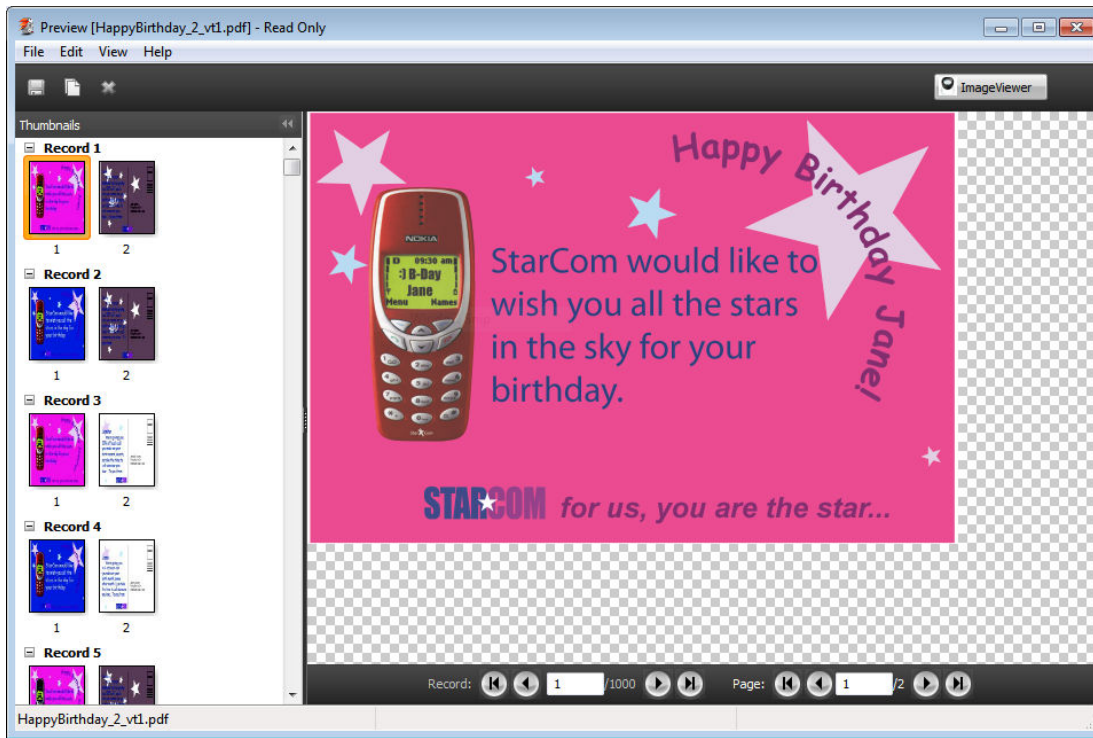 Preview [HappyBirthday_2_vt1.pdf] - Read Only
File Edit View Help
ImageViewer
Thumbnails
Record 1
1 2
Record 2
1 2
Record 3
1 2
Record 4
1 2
Record 5
Happy Birthday Jane!
NOKIA
09:30 am
:) B-Day
Jane
Menu Names
StarCom would like to
wish you all the stars
in the sky for your
birthday.
STARCOM for us, you are the star...
Record: 1 /1000 Page: 1 /2
HappyBirthday_2_vt1.pdf